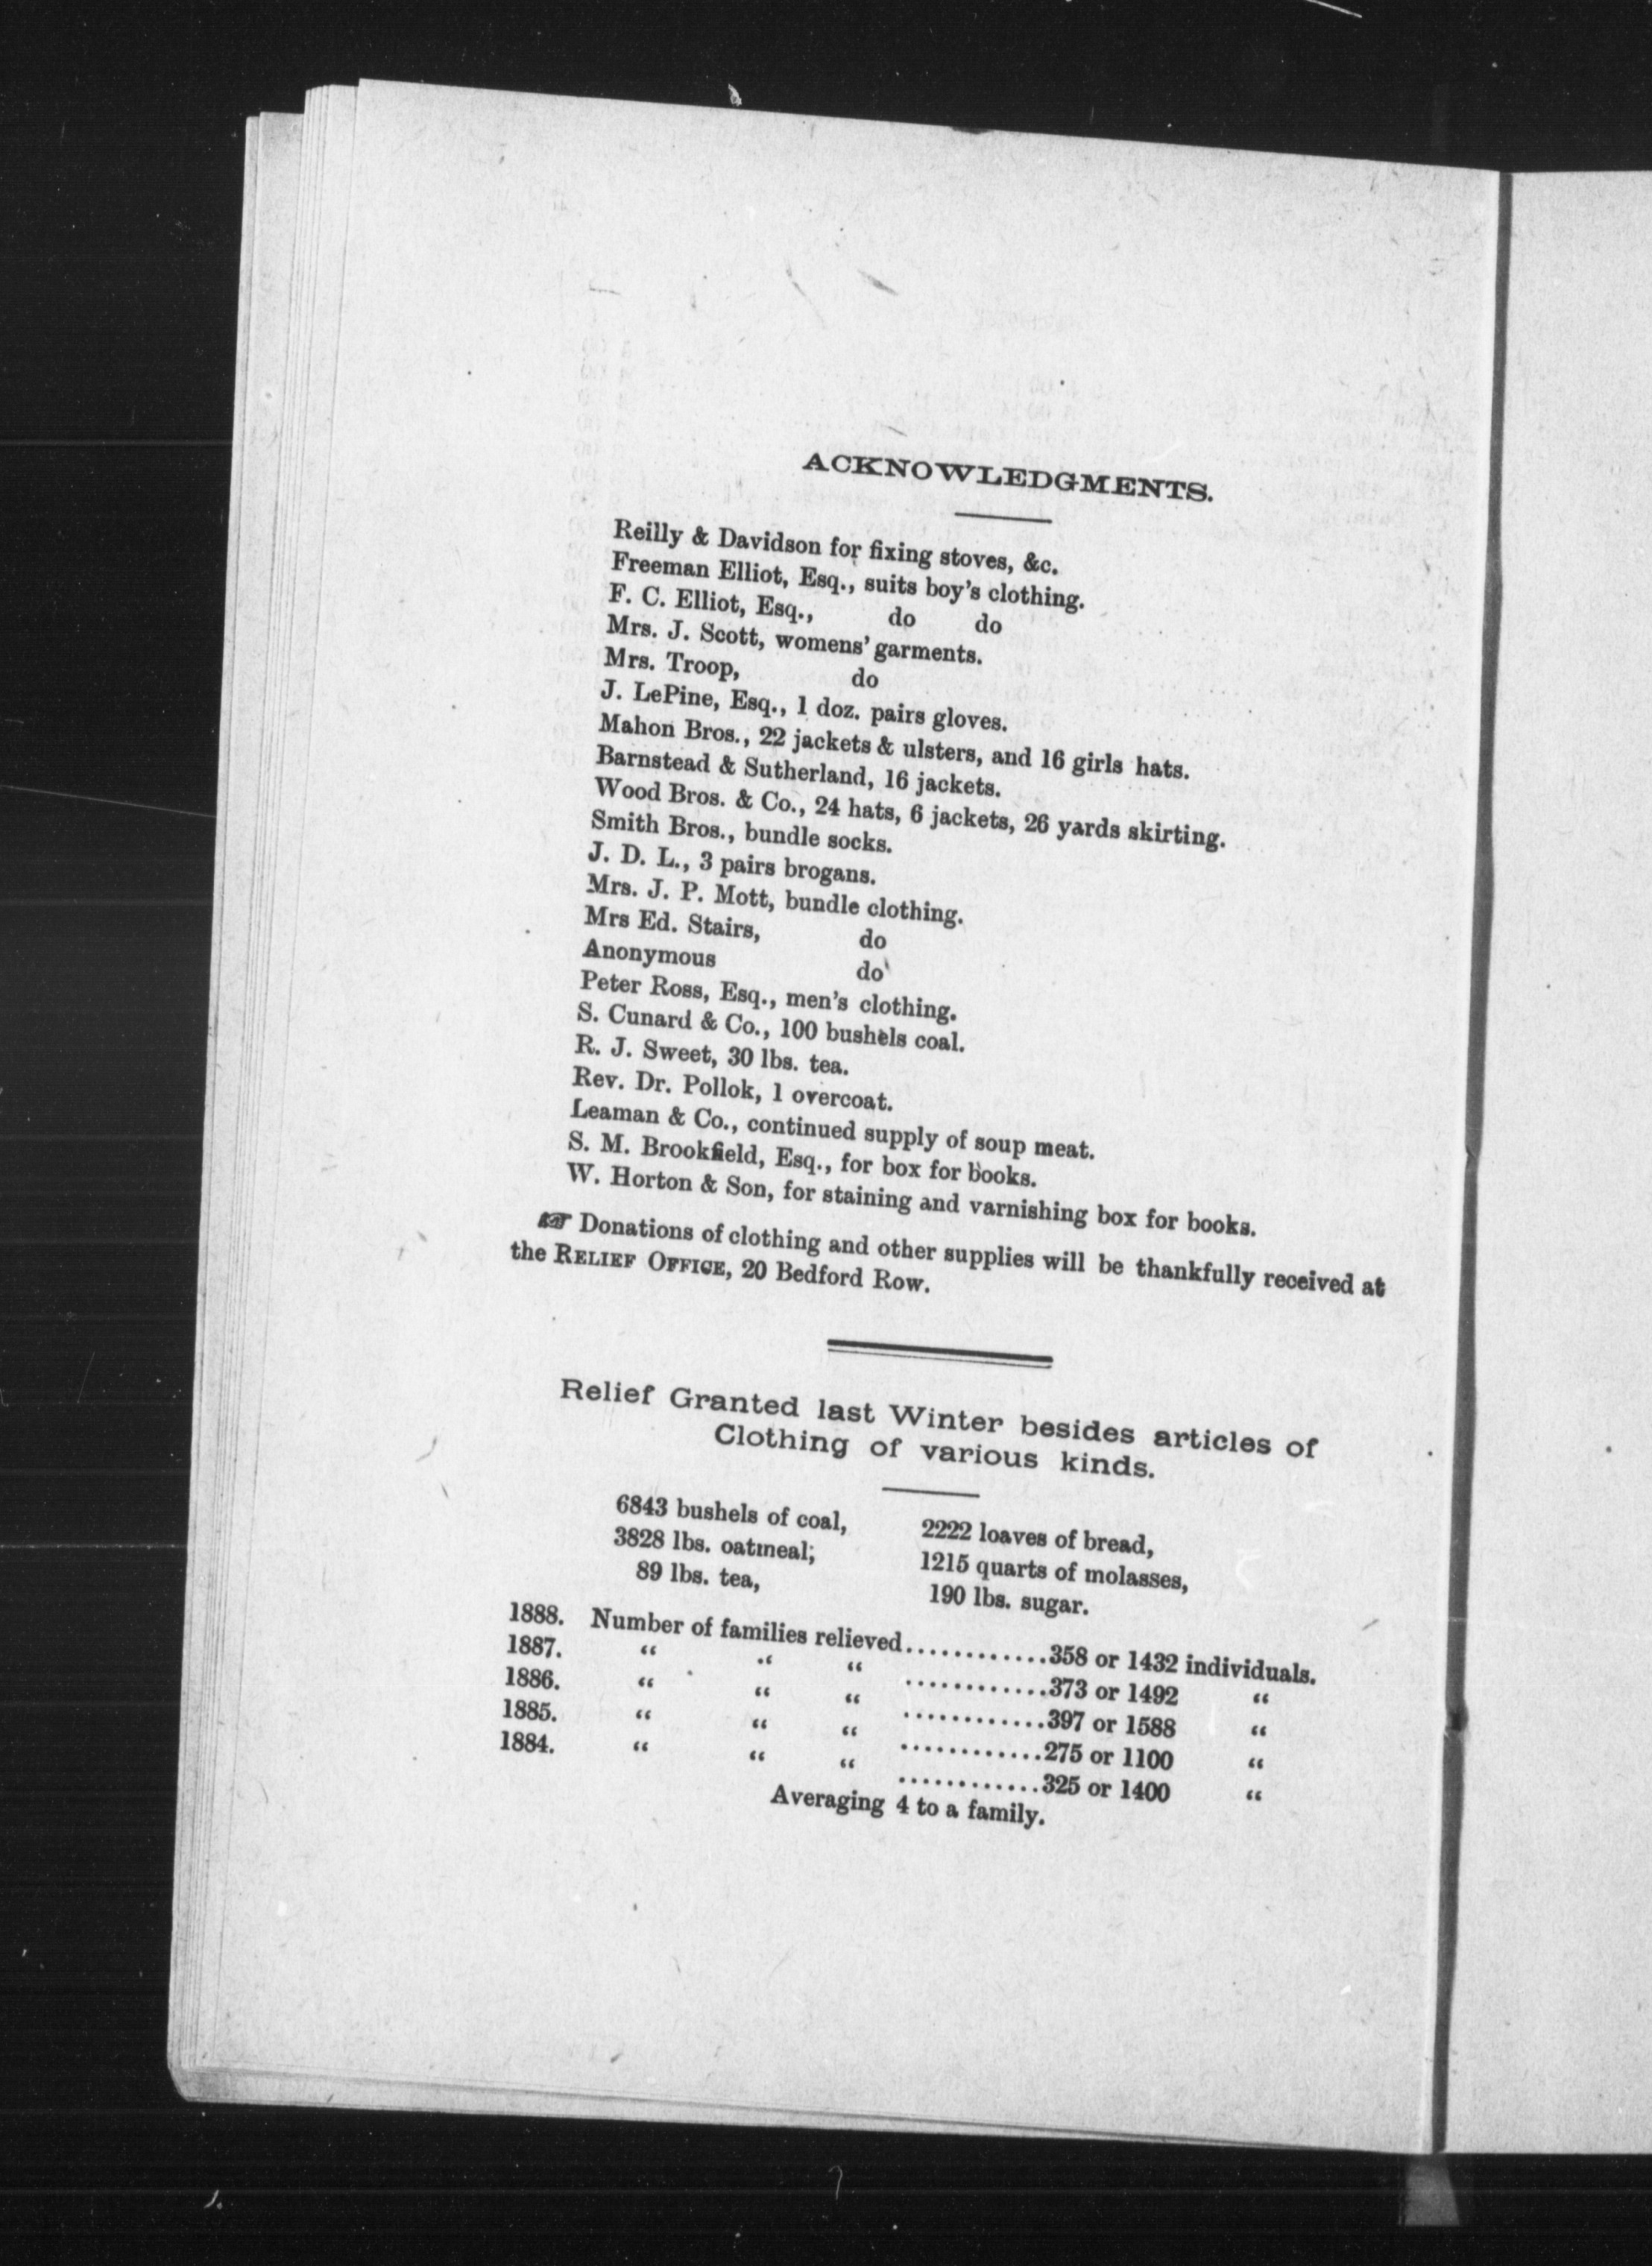 ACKNOWLEDGMENTS.
Reilly & Davidson for fixing stoves, &c.
Freeman Elliot, Esq., suits boy's clothing.
F. C. Elliot, Esq., do do
Mrs. J. Scott, womens' garments.
Mrs. Troop, do
J. LePine, Esq., 1 doz. pairs gloves.
Mahon Bros., 22 jackets & ulsters, and 16 girls hats.
Barnstead & Sutherland, 16 jackets.
Wood Bros. & Co., 24 hats, 6 jackets, 26 yards skirting.
Smith Bros., bundle socks.
J. D. L., 3 pairs brogans.
Mrs. J. P. Mott, bundle clothing.
Mrs Ed. Stairs, do
Anonymous do
Peter Ross, Esq., men's clothing.
S. Cunard & Co., 100 bushels coal.
R. J. Sweet, 30 lbs. tea.
Rev. Dr. Pollok, 1 overcoat.
Leaman & Co., continued supply of soup meat.
S. M. Brookfield, Esq., for box for books.
W. Horton & Son, for staining and varnishing box for books.
☞ Donations of clothing and other supplies will be thankfully received at
the RELIEF OFFICE, 20 Bedford Row.
Relief Granted last Winter besides articles of
Clothing of various kinds.
6843 bushels of coal, 2222 loaves of bread,
3828 lbs. oatmeal; 1215 quarts of molasses,
89 lbs. tea, 190 lbs. sugar.
1888. Number of families relieved............358 or 1432 individuals.
1887. “ “ “ ............373 or 1492 “
1886. “ “ “ ............397 or 1588 “
1885. “ “ “ ............275 or 1100 “
1884. “ “ “ ............325 or 1400 “
Averaging 4 to a family.